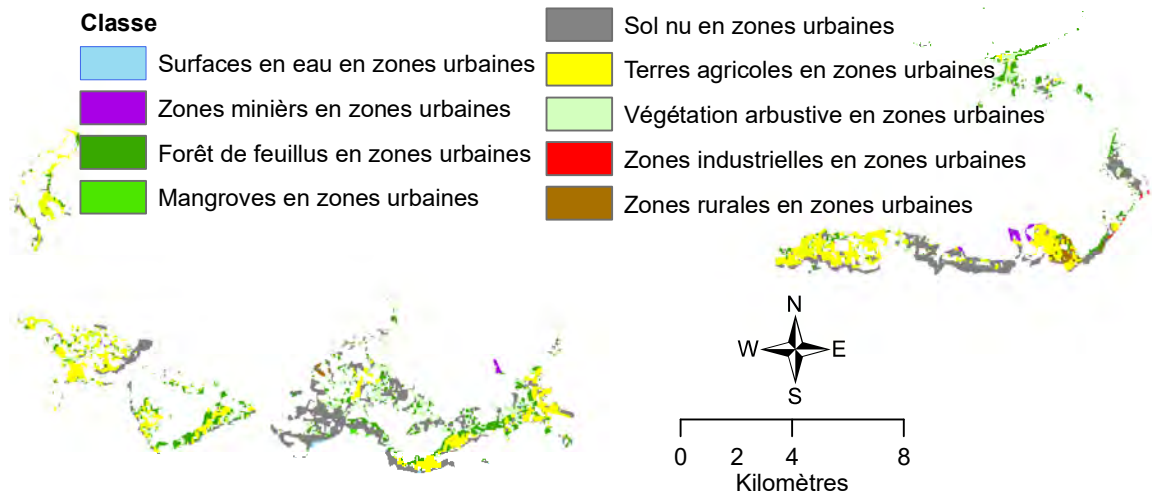 Classe
Surfaces en eau en zones urbaines
Zones minièrs en zones urbaines
Forêt de feuillus en zones urbaines
Mangroves en zones urbaines
Sol nu en zones urbaines
Terres agricoles en zones urbaines
Végétation arbustive en zones urbaines
Zones industrielles en zones urbaines
Zones rurales en zones urbaines
N
W E
S
0 2 4 8
Kilomètres